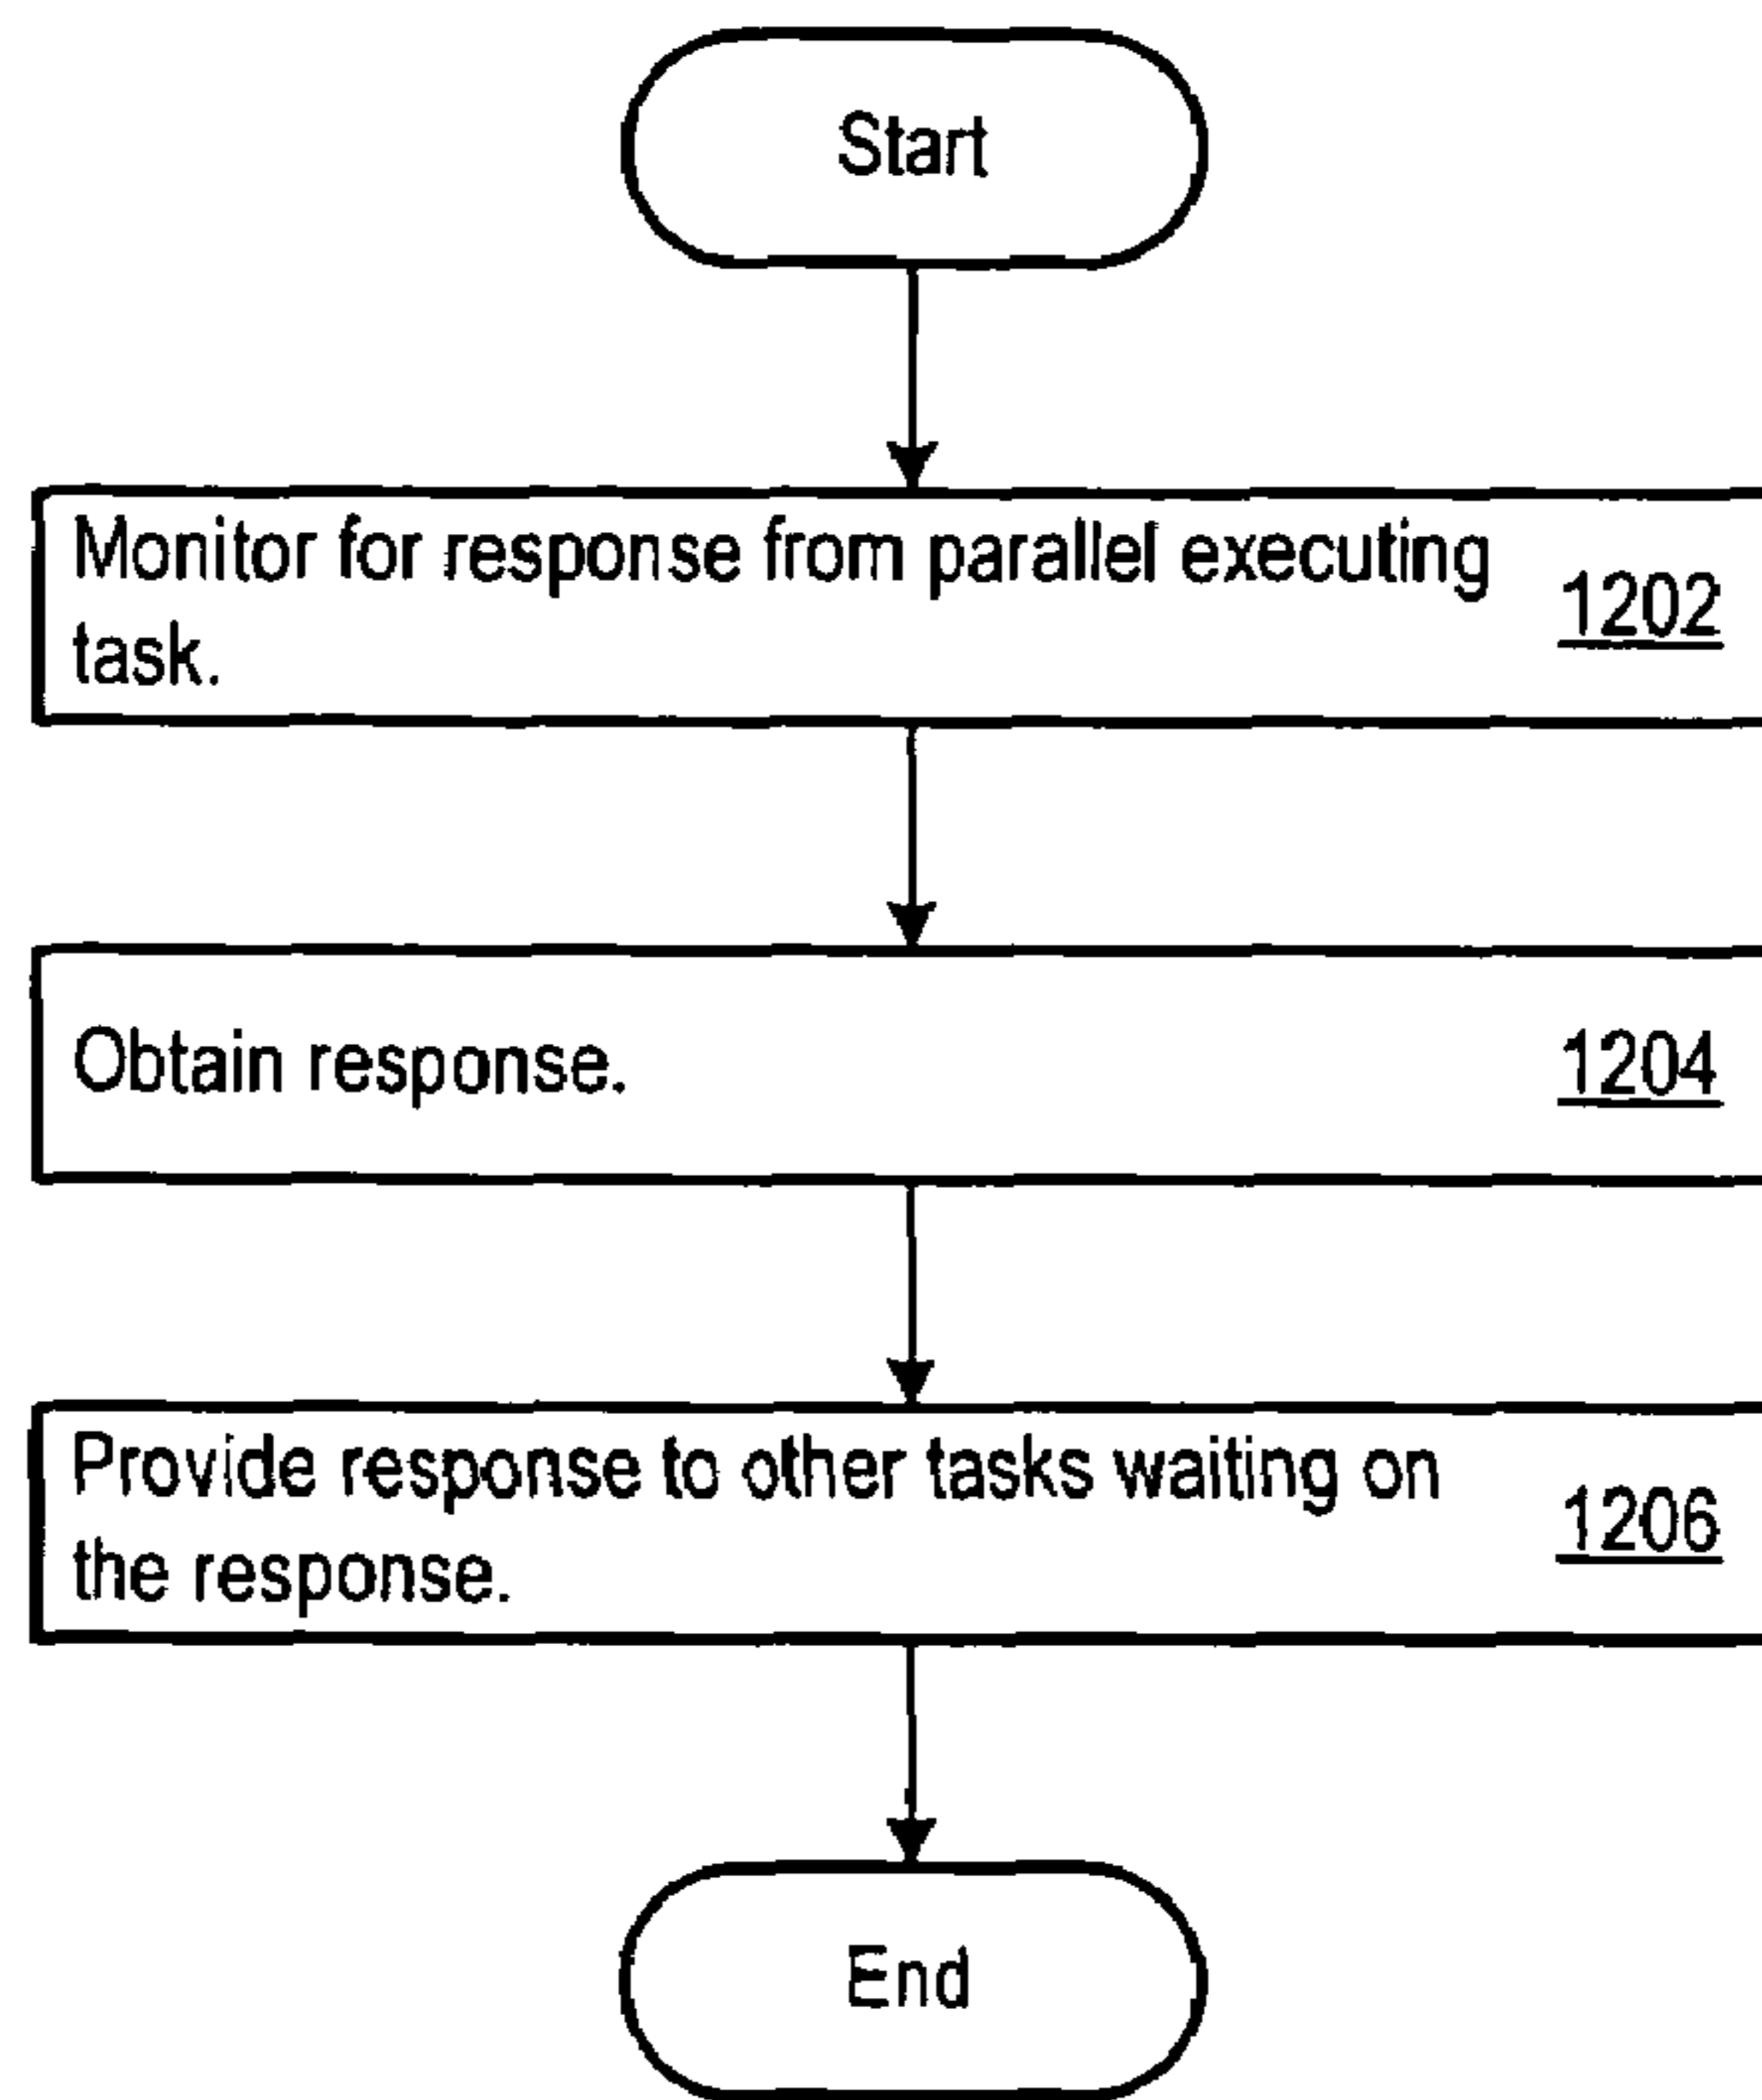 Start
Monitor for response from parallel executing
task.
1202
Obtain response.
1204
Provide response to other tasks waiting on
the response.
1206
End